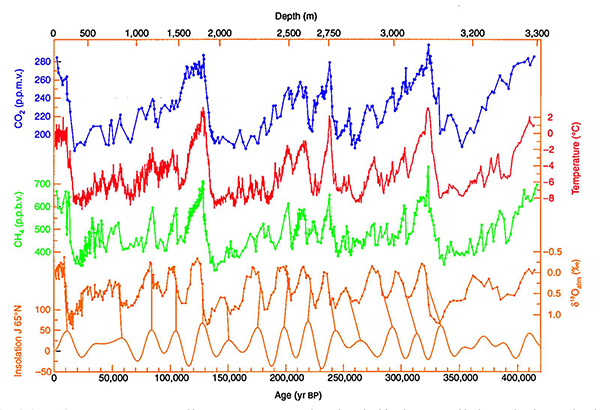 Depth (m)
0 500 1,000 1,500 2,000 2,500 2,750 3,000 3,300
280
260
240
220
200
CO2 (p.p.m.v.)
2
0
−2
−4
−6
−8
Temperature (°C)
700
600
500
400
CH4 (p.p.b.v.)
−0.5
0.0
0.5
1.0
δ18Oatm (‰)
100
50
0
−50
Insolation J 65°N
0 50,000 100,000 150,000 200,000 250,000 300,000 350,000 400,000
Age (yr BP)